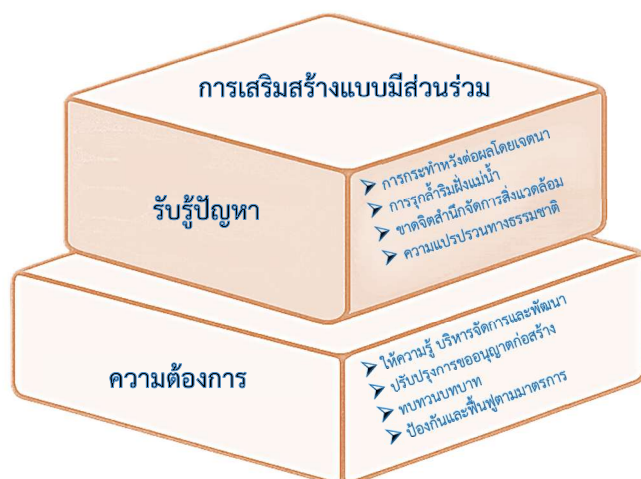 การเสริมสร้างแบบมีส่วนร่วม
รับรู้ปัญหา
การกระทำหวังต่อผลโดยเจตนา
การรุกล้ำริมฝั่งแม่น้ำ
ขาดจิตสำนึกจัดการสิ่งแวดล้อม
ความแปรปรวนทางธรรมชาติ
ความต้องการ
ให้ความรู้ บริหารจัดการและพัฒนา
ปรับปรุงการขออนุญาตก่อสร้าง
ทบทวนบทบาท
ป้องกันและฟื้นฟูตามมาตรการ